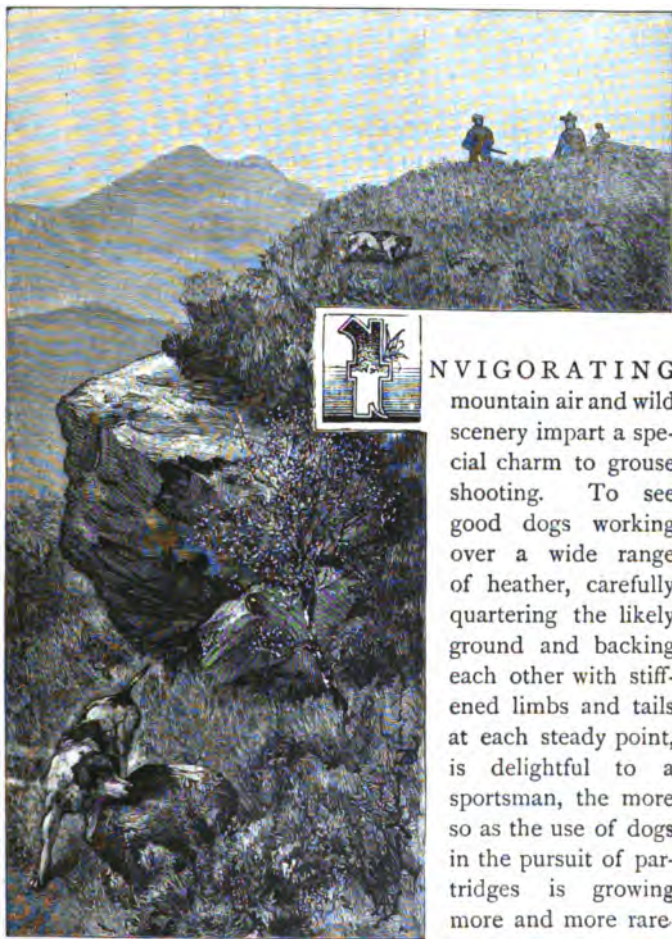 INVIGORATING
mountain air and wild
scenery impart a spe-
cial charm to grouse
shooting. To see
good dogs working
over a wide range
of heather, carefully
quartering the likely
ground and backing
each other with stiff-
ened limbs and tails
at each steady point,
is delightful to a
sportsman, the more
so as the use of dogs
in the pursuit of par-
tridges is growing
more and more rare-